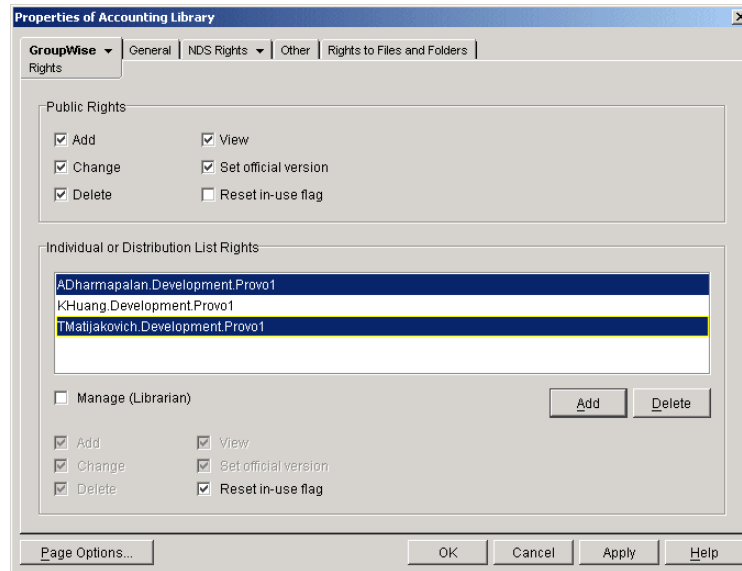 Properties of Accounting Library
GroupWise General NDS Rights Other Rights to Files and Folders
Rights
Public Rights
Add View
Change Set official version
Delete Reset in-use flag
Individual or Distribution List Rights
ADharmapalan.Development.Provo1
KHuang.Development.Provo1
TMatijakovich.Development.Provo1
Manage (Librarian) Add Delete
Add View
Change Set official version
Delete Reset in-use flag
Page Options... OK Cancel Apply Help